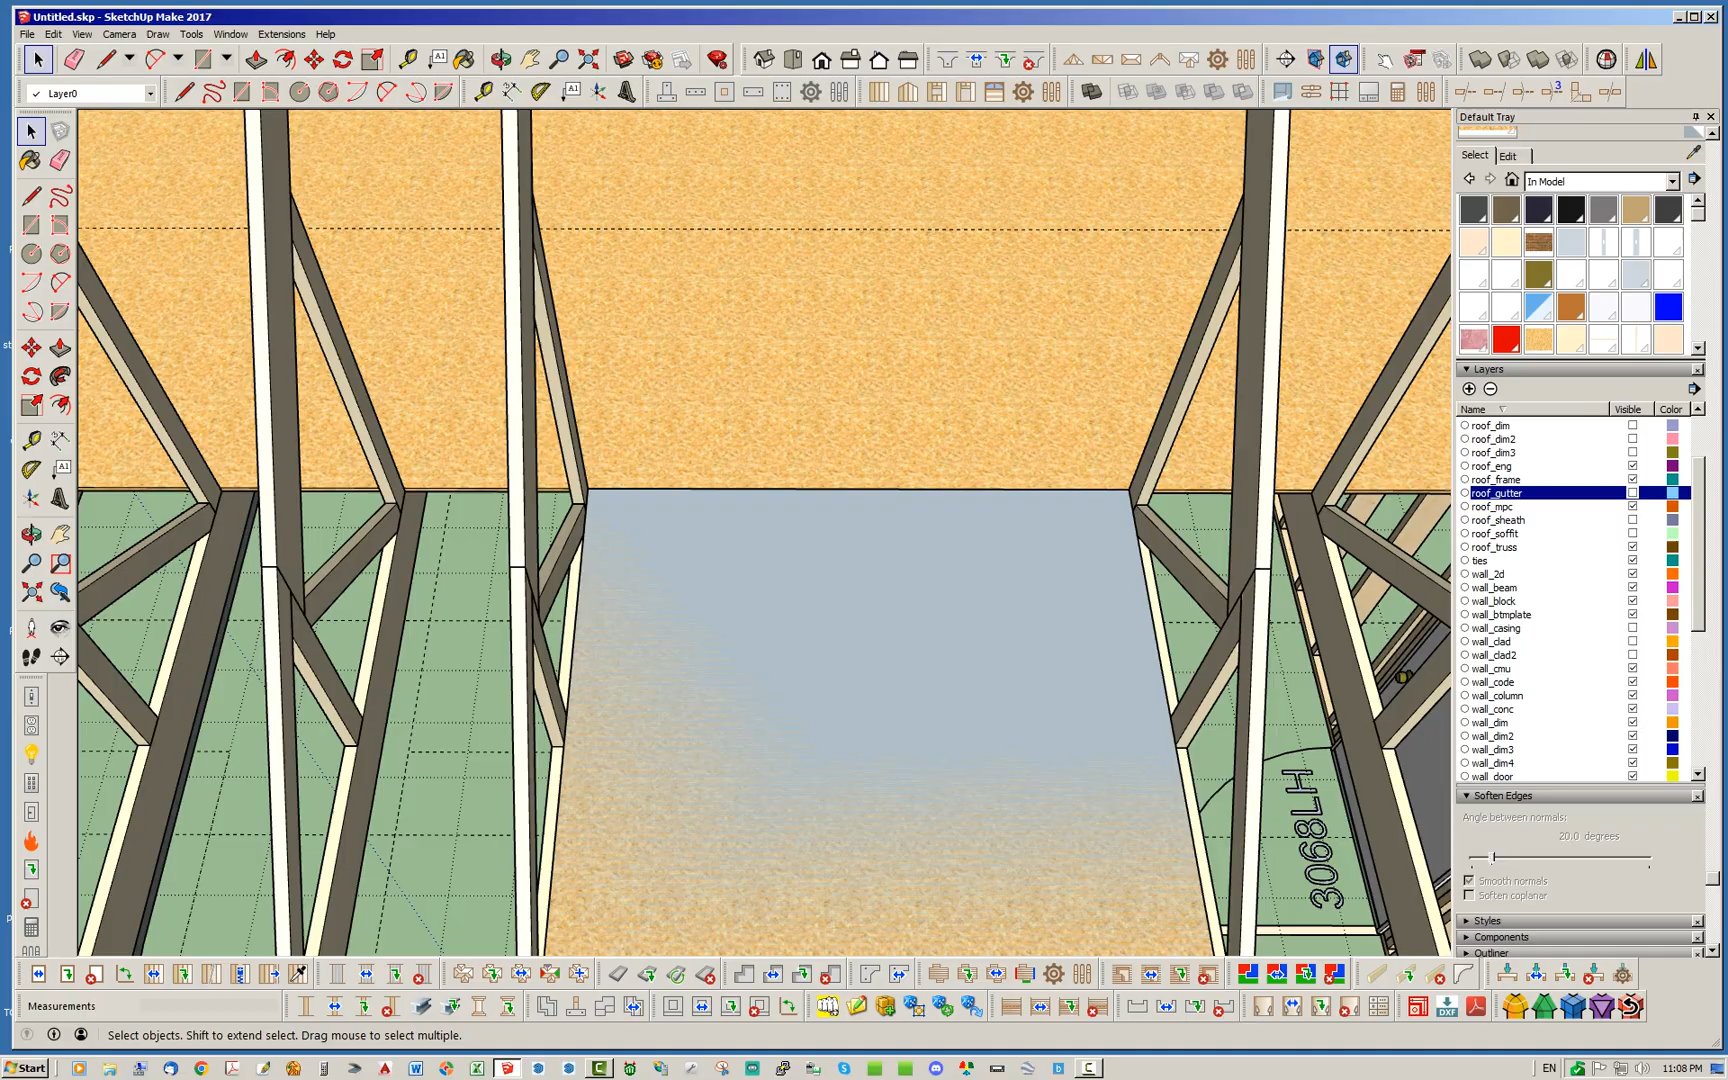 Untitled.skp - SketchUp Make 2017
File Edit View Camera Draw Tools Window Extensions Help
Layer0
Default Tray
Select Edit
In Model
Layers
Name Visible Color
roof_dim
roof_dim2
roof_dim3
roof_eng
roof_frame
roof_gutter
roof_mpc
roof_sheath
roof_soffit
roof_truss
ties
wall_2d
wall_beam
wall_block
wall_btmplate
wall_casing
wall_clad
wall_clad2
wall_cmu
wall_code
wall_column
wall_conc
wall_dim
wall_dim2
wall_dim3
wall_dim4
wall_door
Soften Edges
Angle between normals:
20.0 degrees
Smooth normals
Soften coplanar
Styles
Components
Outliner
3068LH
Measurements
Select objects. Shift to extend select. Drag mouse to select multiple.
Start
EN
11:08 PM